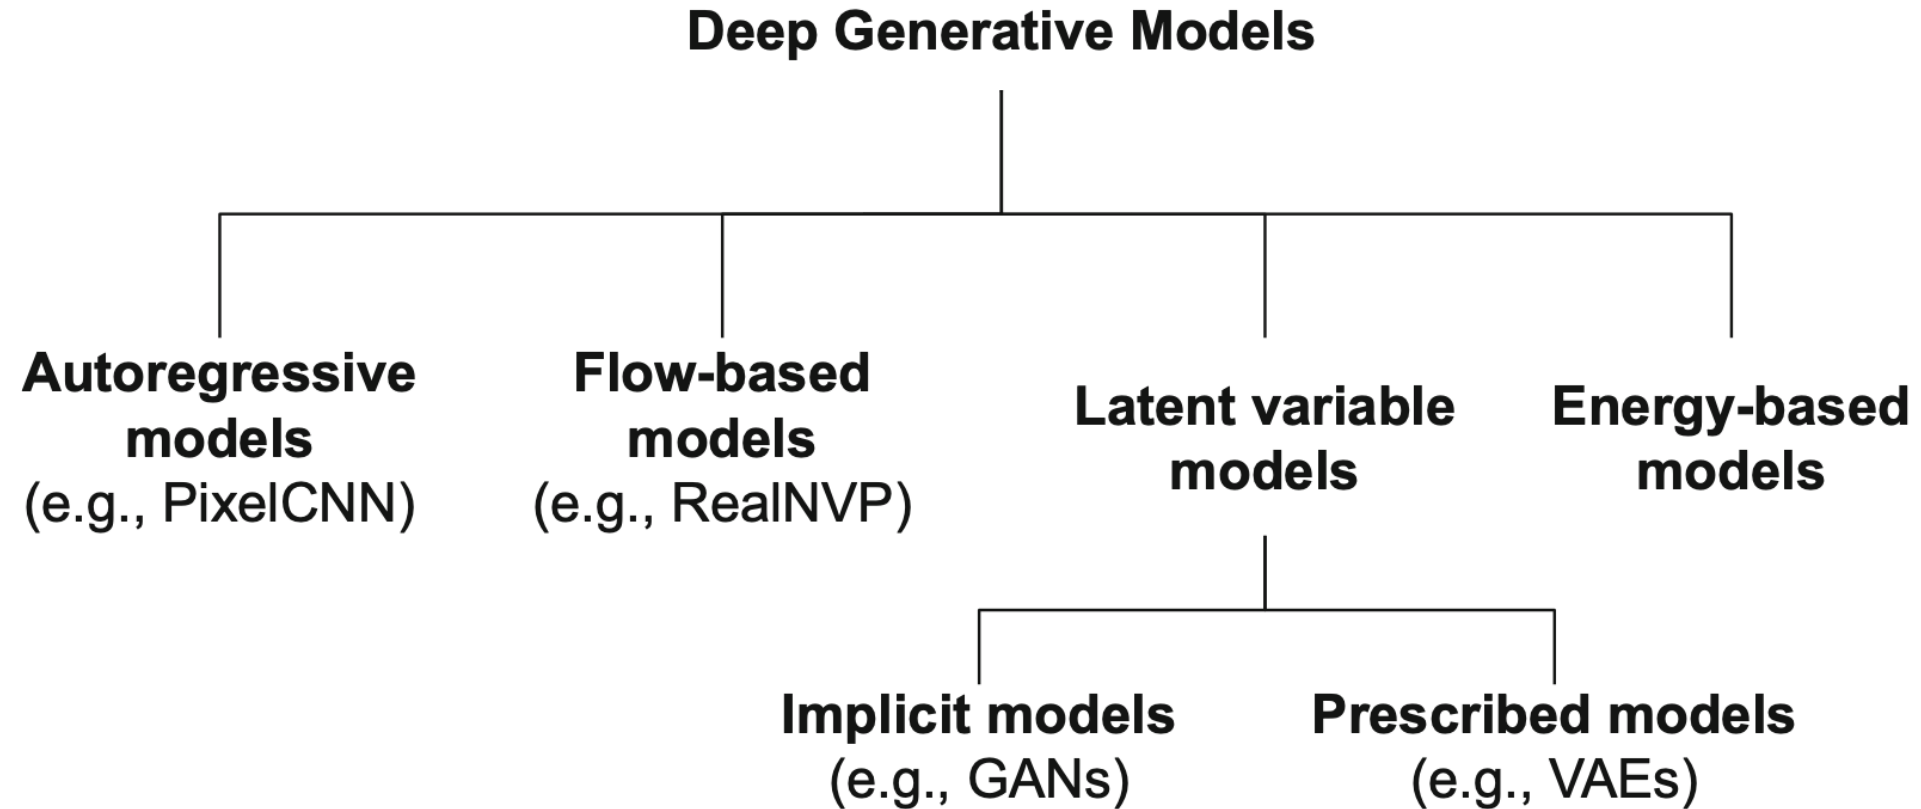 Deep Generative Models
Autoregressive
models
(e.g., PixelCNN)
Flow-based
models
(e.g., RealNVP)
Latent variable
models
Energy-based
models
Implicit models
(e.g., GANs)
Prescribed models
(e.g., VAEs)